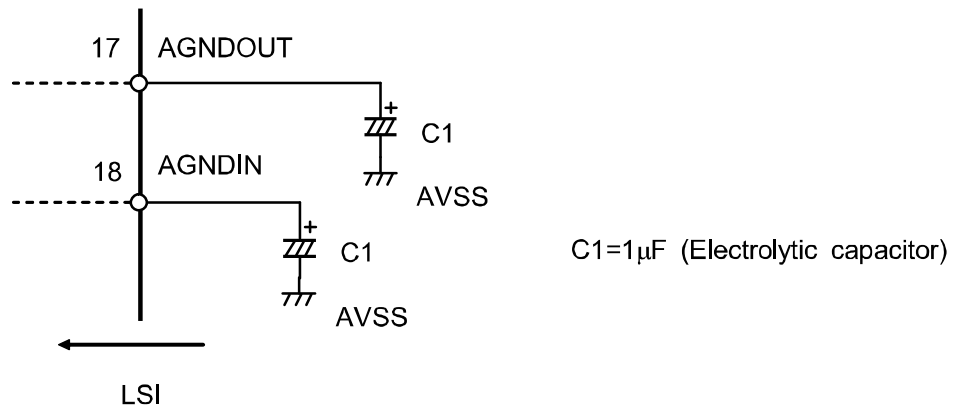 17 AGNDOUT
+
C1
AVSS
18 AGNDIN
+
C1
AVSS
C1=1μF (Electrolytic capacitor)
LSI